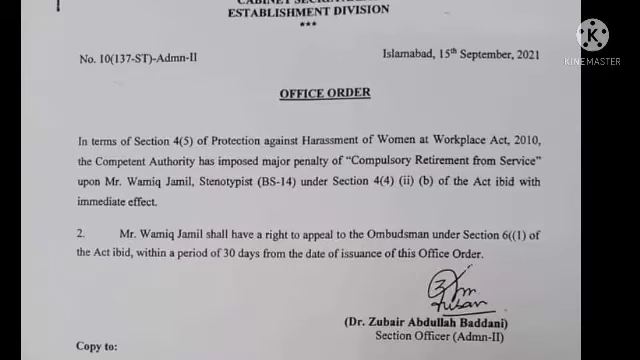 ESTABLISHMENT DIVISION
***
No. 10(137-ST)-Admn-II
Islamabad, 15th September, 2021
KINEMASTER
OFFICE ORDER
In terms of Section 4(5) of Protection against Harassment of Women at Workplace Act, 2010,
the Competent Authority has imposed major penalty of “Compulsory Retirement from Service”
upon Mr. Wamiq Jamil, Stenotypist (BS-14) under Section 4(4) (ii) (b) of the Act ibid with
immediate effect.
2. Mr. Wamiq Jamil shall have a right to appeal to the Ombudsman under Section 6((1) of
the Act ibid, within a period of 30 days from the date of issuance of this Office Order.
(Dr. Zubair Abdullah Baddani)
Section Officer (Admn-II)
Copy to: